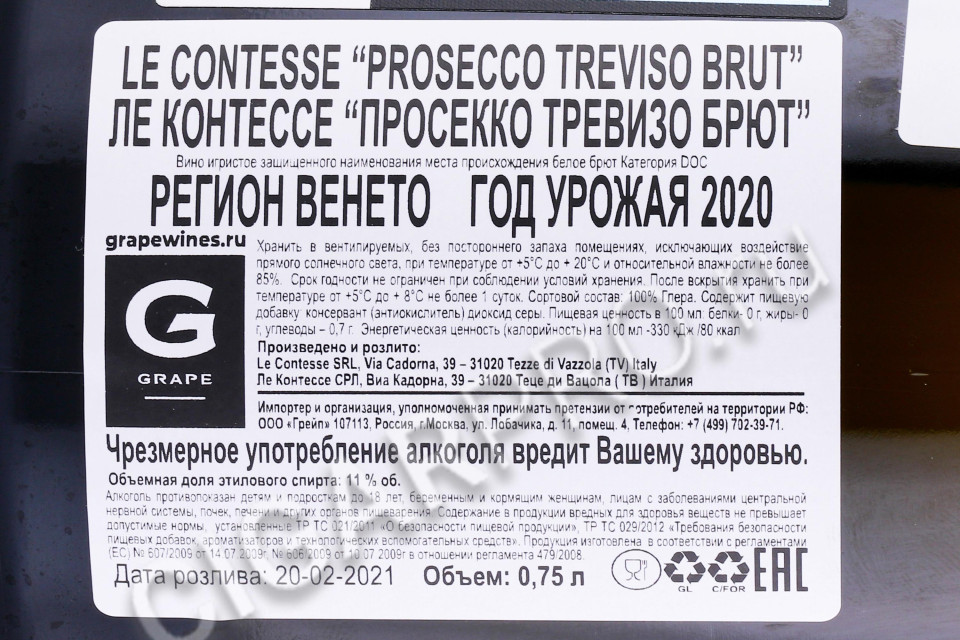 LE CONTESSE “PROSECCO TREVISO BRUT”
ЛЕ КОНТЕССЕ “ПРОСЕККО ТРЕВИЗО БРЮТ”
Вино игристое защищенного наименования места происхождения белое брют Категория DOC
РЕГИОН ВЕНЕТО ГОД УРОЖАЯ 2020
grapewines.ru
G
GRAPE
Хранить в вентилируемых, без постороннего запаха помещениях, исключающих воздействие
прямого солнечного света, при температуре от +5°C до + 20°C и относительной влажности не более
85%. Срок годности не ограничен при соблюдении условий хранения. После вскрытия хранить при
температуре от +5°C до + 8°C не более 1 суток. Сортовой состав: 100% Глера. Содержит пищевую
добавку консервант (антиокислитель) диоксид серы. Пищевая ценность в 100 мл: белки- 0 г, жиры- 0
г, углеводы – 0,7 г. Энергетическая ценность (калорийность) на 100 мл -330 кДж /80 ккал
Произведено и розлито:
Le Contesse SRL, Via Cadorna, 39 – 31020 Tezze di Vazzola (TV) Italy
Ле Контессе СРЛ, Виа Кадорна, 39 – 31020 Теце ди Вацола ( ТВ ) Италия
Импортер и организация, уполномоченная принимать претензии от потребителей на территории РФ:
ООО «Грейп» 107113, Россия, г.Москва, ул. Лобачика, д. 11, помещ. 4, Телефон: +7 (499) 702-39-71.
Чрезмерное употребление алкоголя вредит Вашему здоровью.
Объемная доля этилового спирта: 11 % об.
Алкоголь противопоказан детям и подросткам до 18 лет, беременным и кормящим женщинам, лицам с заболеваниями центральной
нервной системы, почек, печени и других органов пищеварения. Содержание в продукции вредных для здоровья веществ не превышает
допустимые нормы, установленные ТР ТС 021/2011 «О безопасности пищевой продукции», ТР ТС 029/2012 «Требования безопасности
пищевых добавок, ароматизаторов и технологических вспомогательных средств». Продукция изготовлена в соответствии с регламентами
(ЕС) № 607/2009 от 14.07.2009г, № 606/2009 от 10.07.2009г в отношении регламента 479/2008.
Дата розлива: 20-02-2021 Объем: 0,75 л
GL C/FOR EAC
CIGARPRO.ru